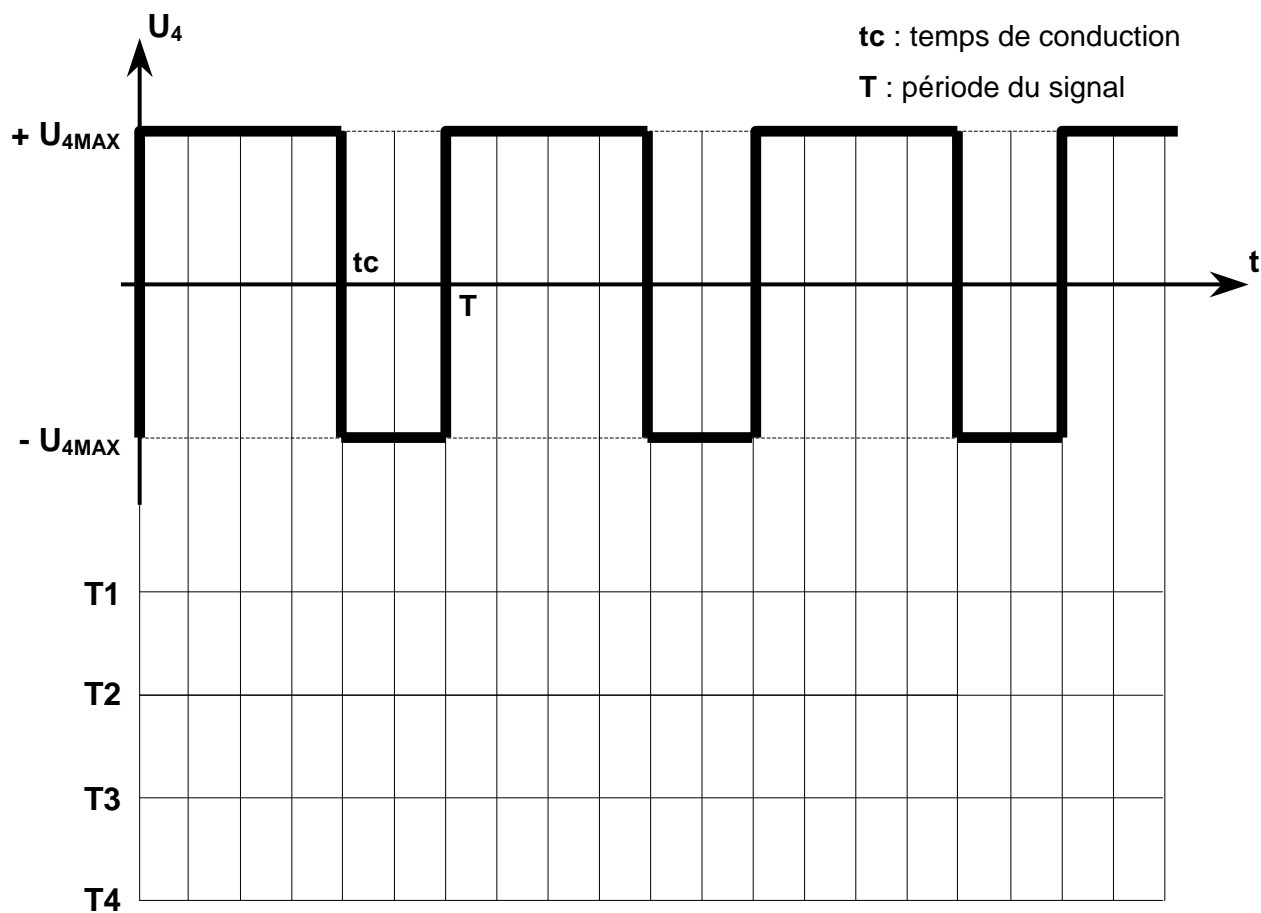 U₄
tc : temps de conduction
T : période du signal
+ U₄MAX
tc
t
T
- U₄MAX
T1
T2
T3
T4